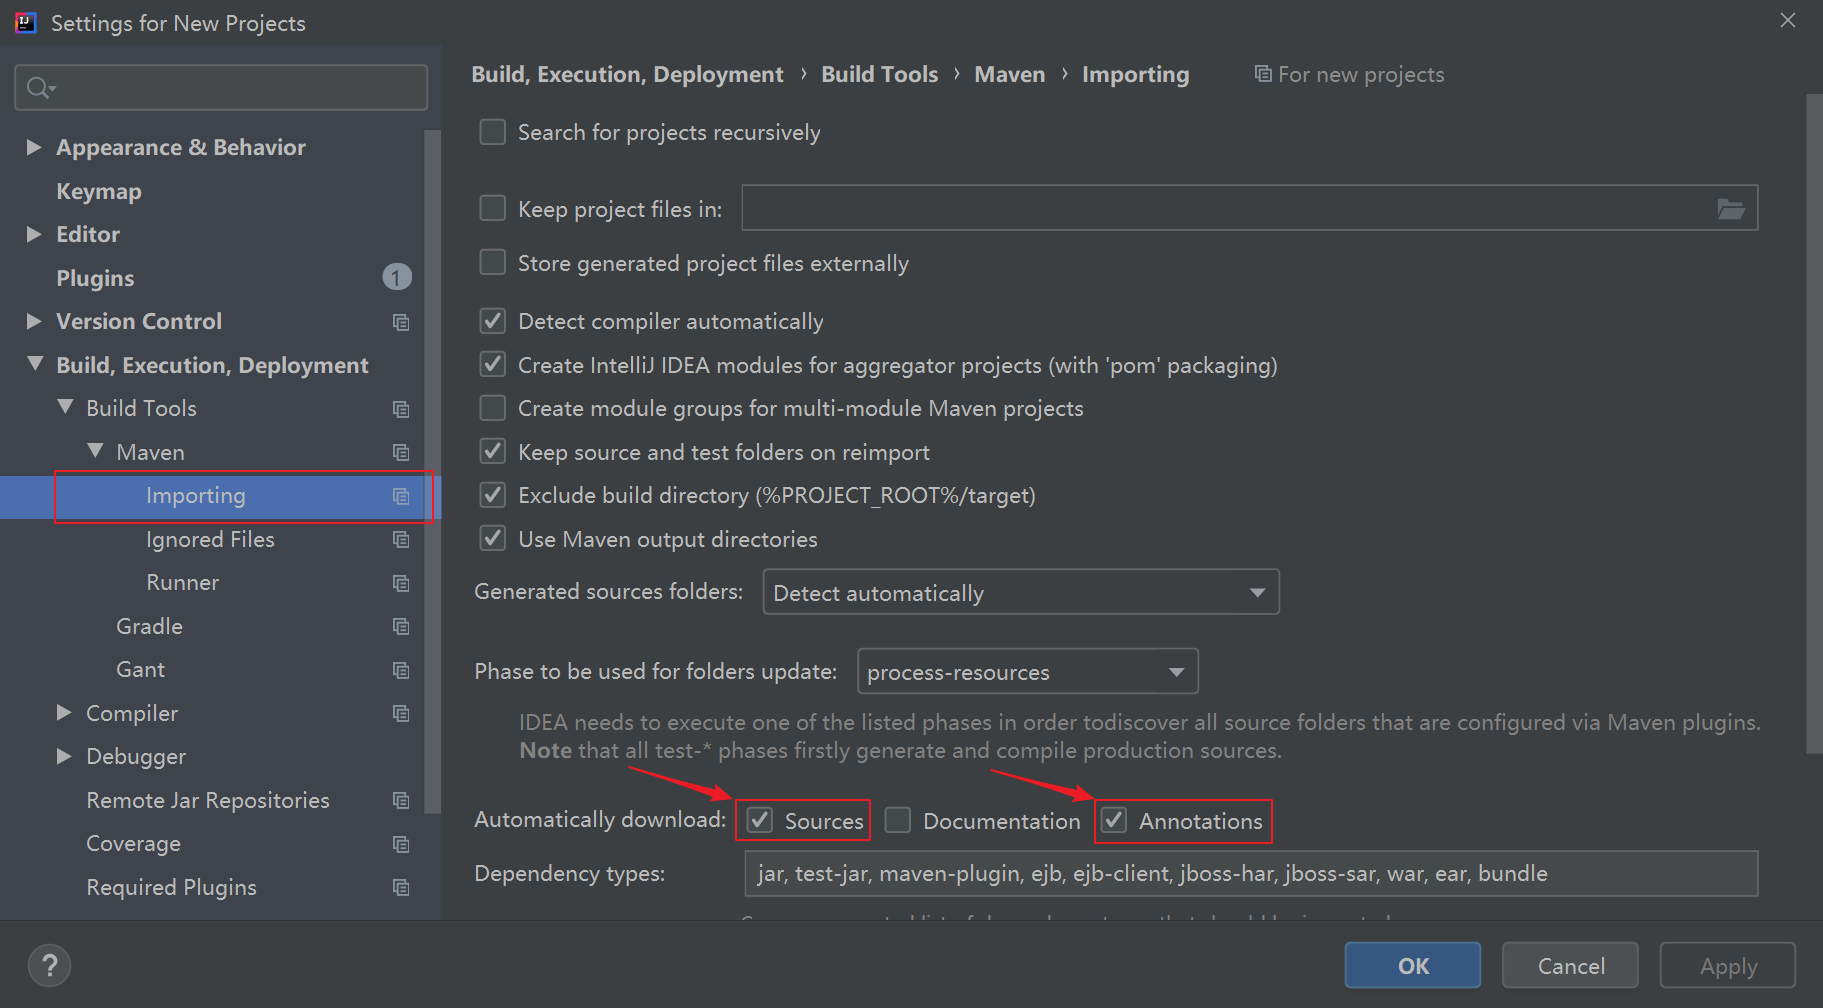 Settings for New Projects
Appearance & Behavior
Keymap
Editor
Plugins 1
Version Control
Build, Execution, Deployment
Build Tools
Maven
Importing
Ignored Files
Runner
Gradle
Gant
Compiler
Debugger
Remote Jar Repositories
Coverage
Required Plugins
Build, Execution, Deployment › Build Tools › Maven › Importing For new projects
Search for projects recursively
Keep project files in:
Store generated project files externally
Detect compiler automatically
Create IntelliJ IDEA modules for aggregator projects (with 'pom' packaging)
Create module groups for multi-module Maven projects
Keep source and test folders on reimport
Exclude build directory (%PROJECT_ROOT%/target)
Use Maven output directories
Generated sources folders: Detect automatically
Phase to be used for folders update: process-resources
IDEA needs to execute one of the listed phases in order todiscover all source folders that are configured via Maven plugins.
Note that all test-* phases firstly generate and compile production sources.
Automatically download: Sources Documentation Annotations
Dependency types: jar, test-jar, maven-plugin, ejb, ejb-client, jboss-har, jboss-sar, war, ear, bundle
?
OK Cancel Apply